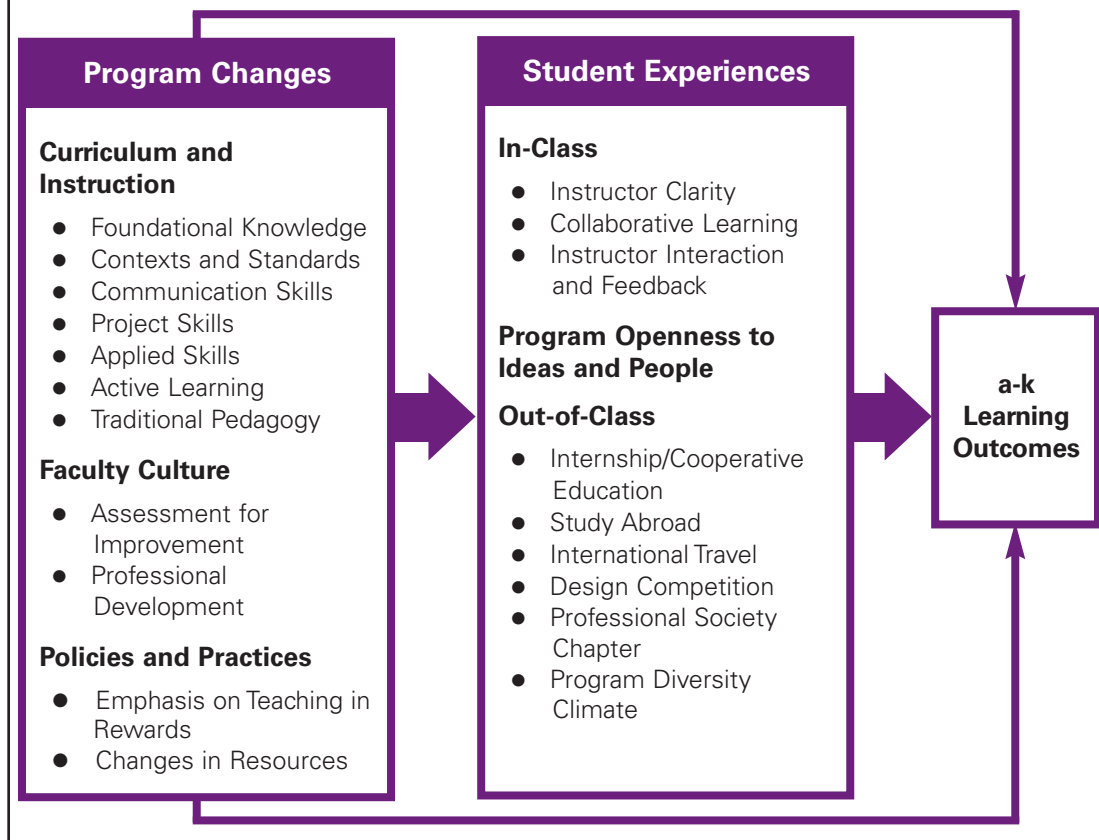 Program Changes
Curriculum and
Instruction
● Foundational Knowledge
● Contexts and Standards
● Communication Skills
● Project Skills
● Applied Skills
● Active Learning
● Traditional Pedagogy
Faculty Culture
● Assessment for
Improvement
● Professional
Development
Policies and Practices
● Emphasis on Teaching in
Rewards
● Changes in Resources
Student Experiences
In-Class
● Instructor Clarity
● Collaborative Learning
● Instructor Interaction
and Feedback
Program Openness to
Ideas and People
Out-of-Class
● Internship/Cooperative
Education
● Study Abroad
● International Travel
● Design Competition
● Professional Society
Chapter
● Program Diversity
Climate
a-k
Learning
Outcomes